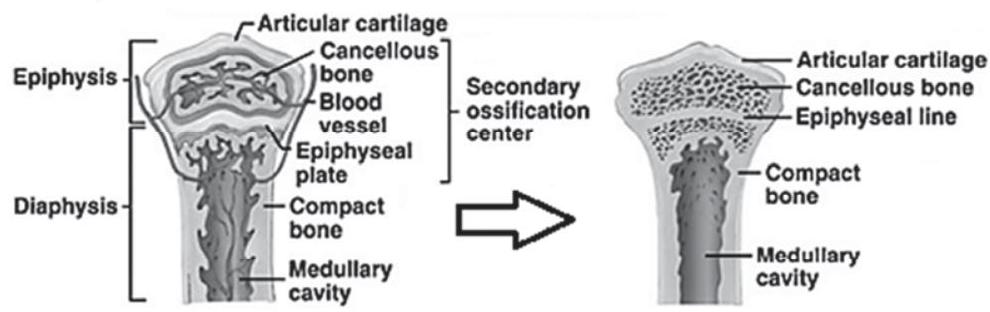 Articular cartilage
Cancellous
bone
Epiphysis
Blood
vessel
Secondary
ossification
center
Epiphyseal
plate
Diaphysis
Compact
bone
Medullary
cavity
Articular cartilage
Cancellous bone
Epiphyseal line
Compact
bone
Medullary
cavity